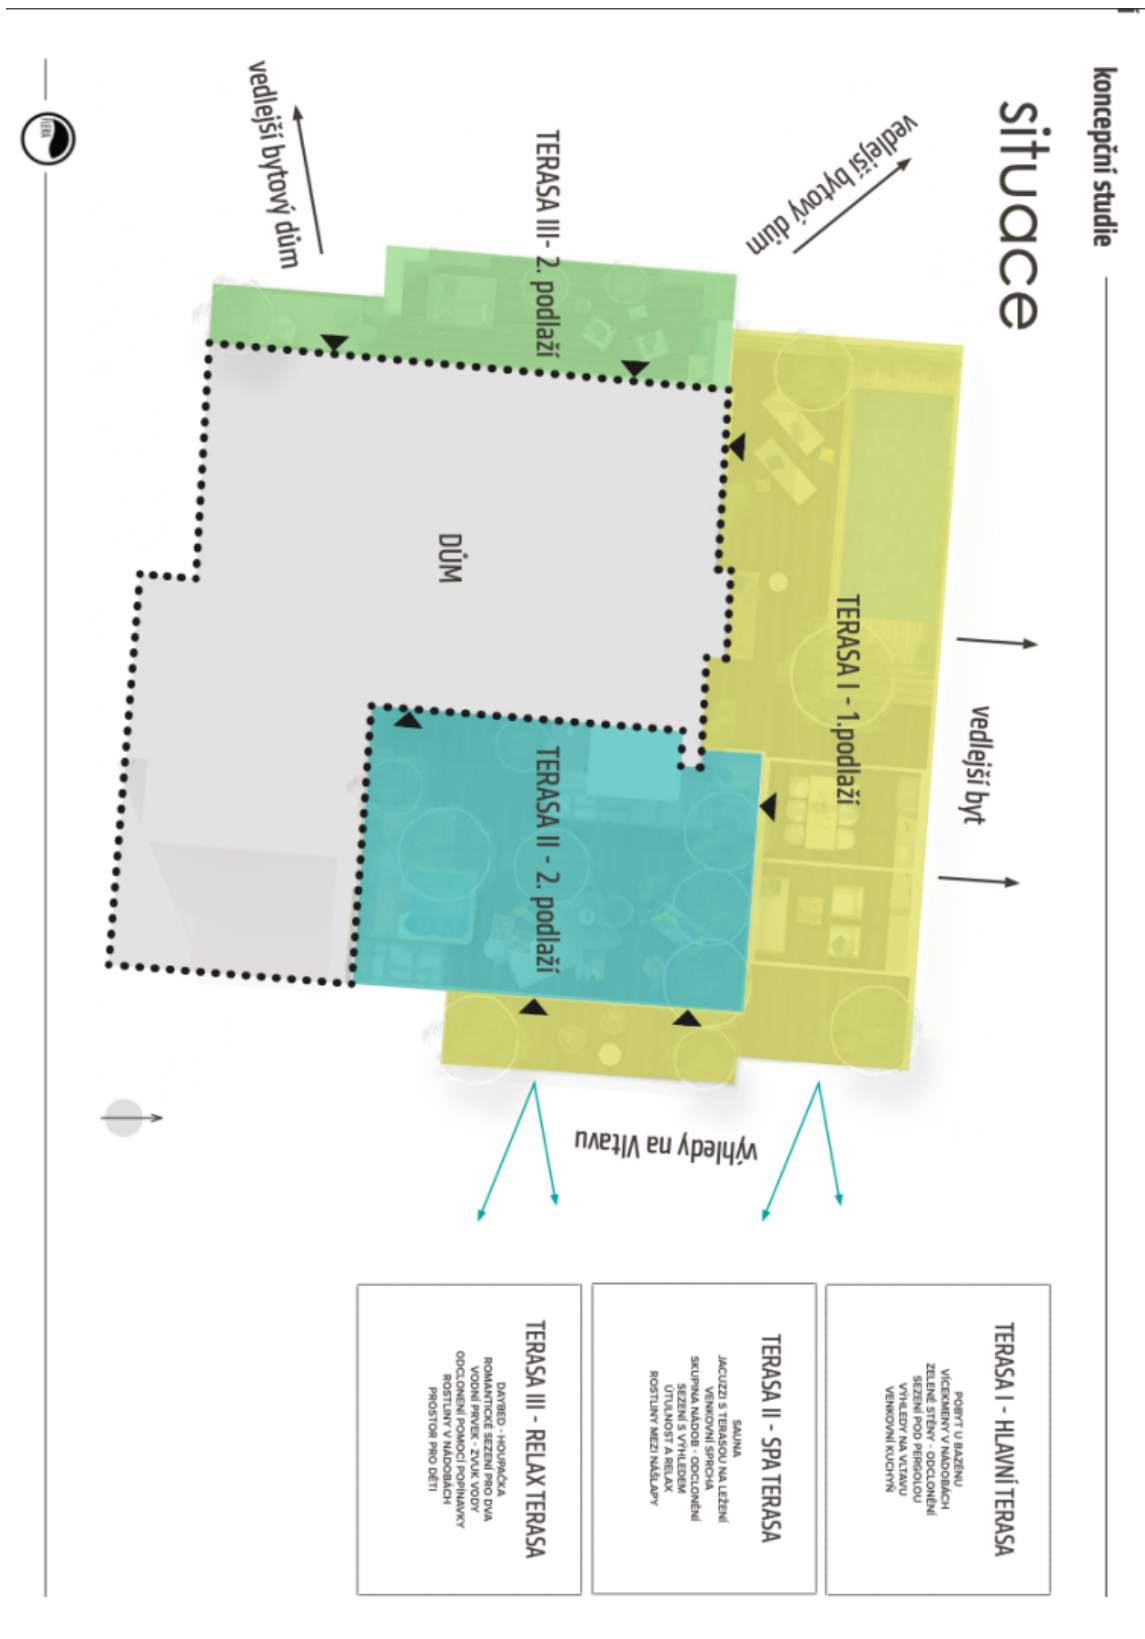 koncepční studie
situace
vedlejší bytový dům
vedlejší bytový dům
TERASA III- 2. podlaží
DŮM
TERASA I - 1.podlaží
vedlejší byt
TERASA II - 2. podlaží
výhledy na Vltavu
TERASA I - HLAVNÍ TERASA
POBYT U BAZÉNU
VÍCEKMENY V NÁDOBÁCH
ZELENÉ STĚNY - ODCLONĚNÍ
SEZENÍ POD PERGOLOU
VÝHLEDY NA VLTAVU
VENKOVNÍ KUCHYŇ
TERASA II - SPA TERASA
SAUNA
JACUZZI S TERASOU NA LEŽENÍ
VENKOVNÍ SPRCHA
SKUPINA NÁDOB - ODCLONĚNÍ
SEZENÍ S VÝHLEDEM
ÚTULNOST A RELAX
ROSTLINY MEZI NÁŠLAPY
TERASA III - RELAX TERASA
DAYBED - HOUPAČKA
ROMANTICKÉ SEZENÍ PRO DVA
VODNÍ PRVEK - ZVUK VODY
ODCLONENÍ POMOCÍ POPÍNAVKY
ROSTLINY V NÁDOBÁCH
PROSTOR PRO DĚTI
FLERA